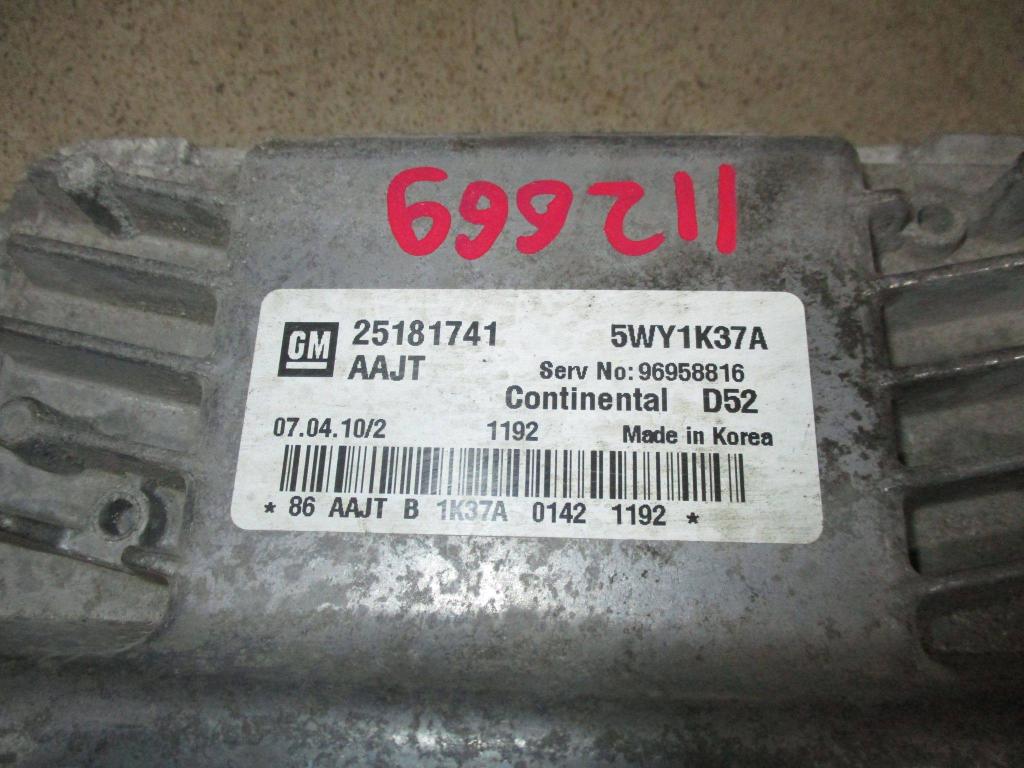 112669
GM 25181741 5WY1K37A
AAJT Serv No: 96958816
Continental D52
07.04.10/2 1192 Made in Korea
* 86 AAJT B 1K37A 0142 1192 *